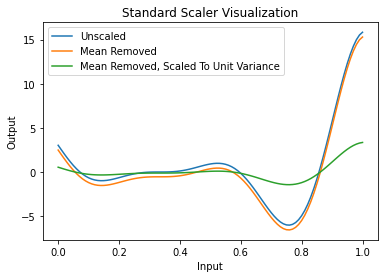 Standard Scaler Visualization
Unscaled
Mean Removed
Mean Removed, Scaled To Unit Variance
Output
15
10
5
0
−5
0.0 0.2 0.4 0.6 0.8 1.0
Input